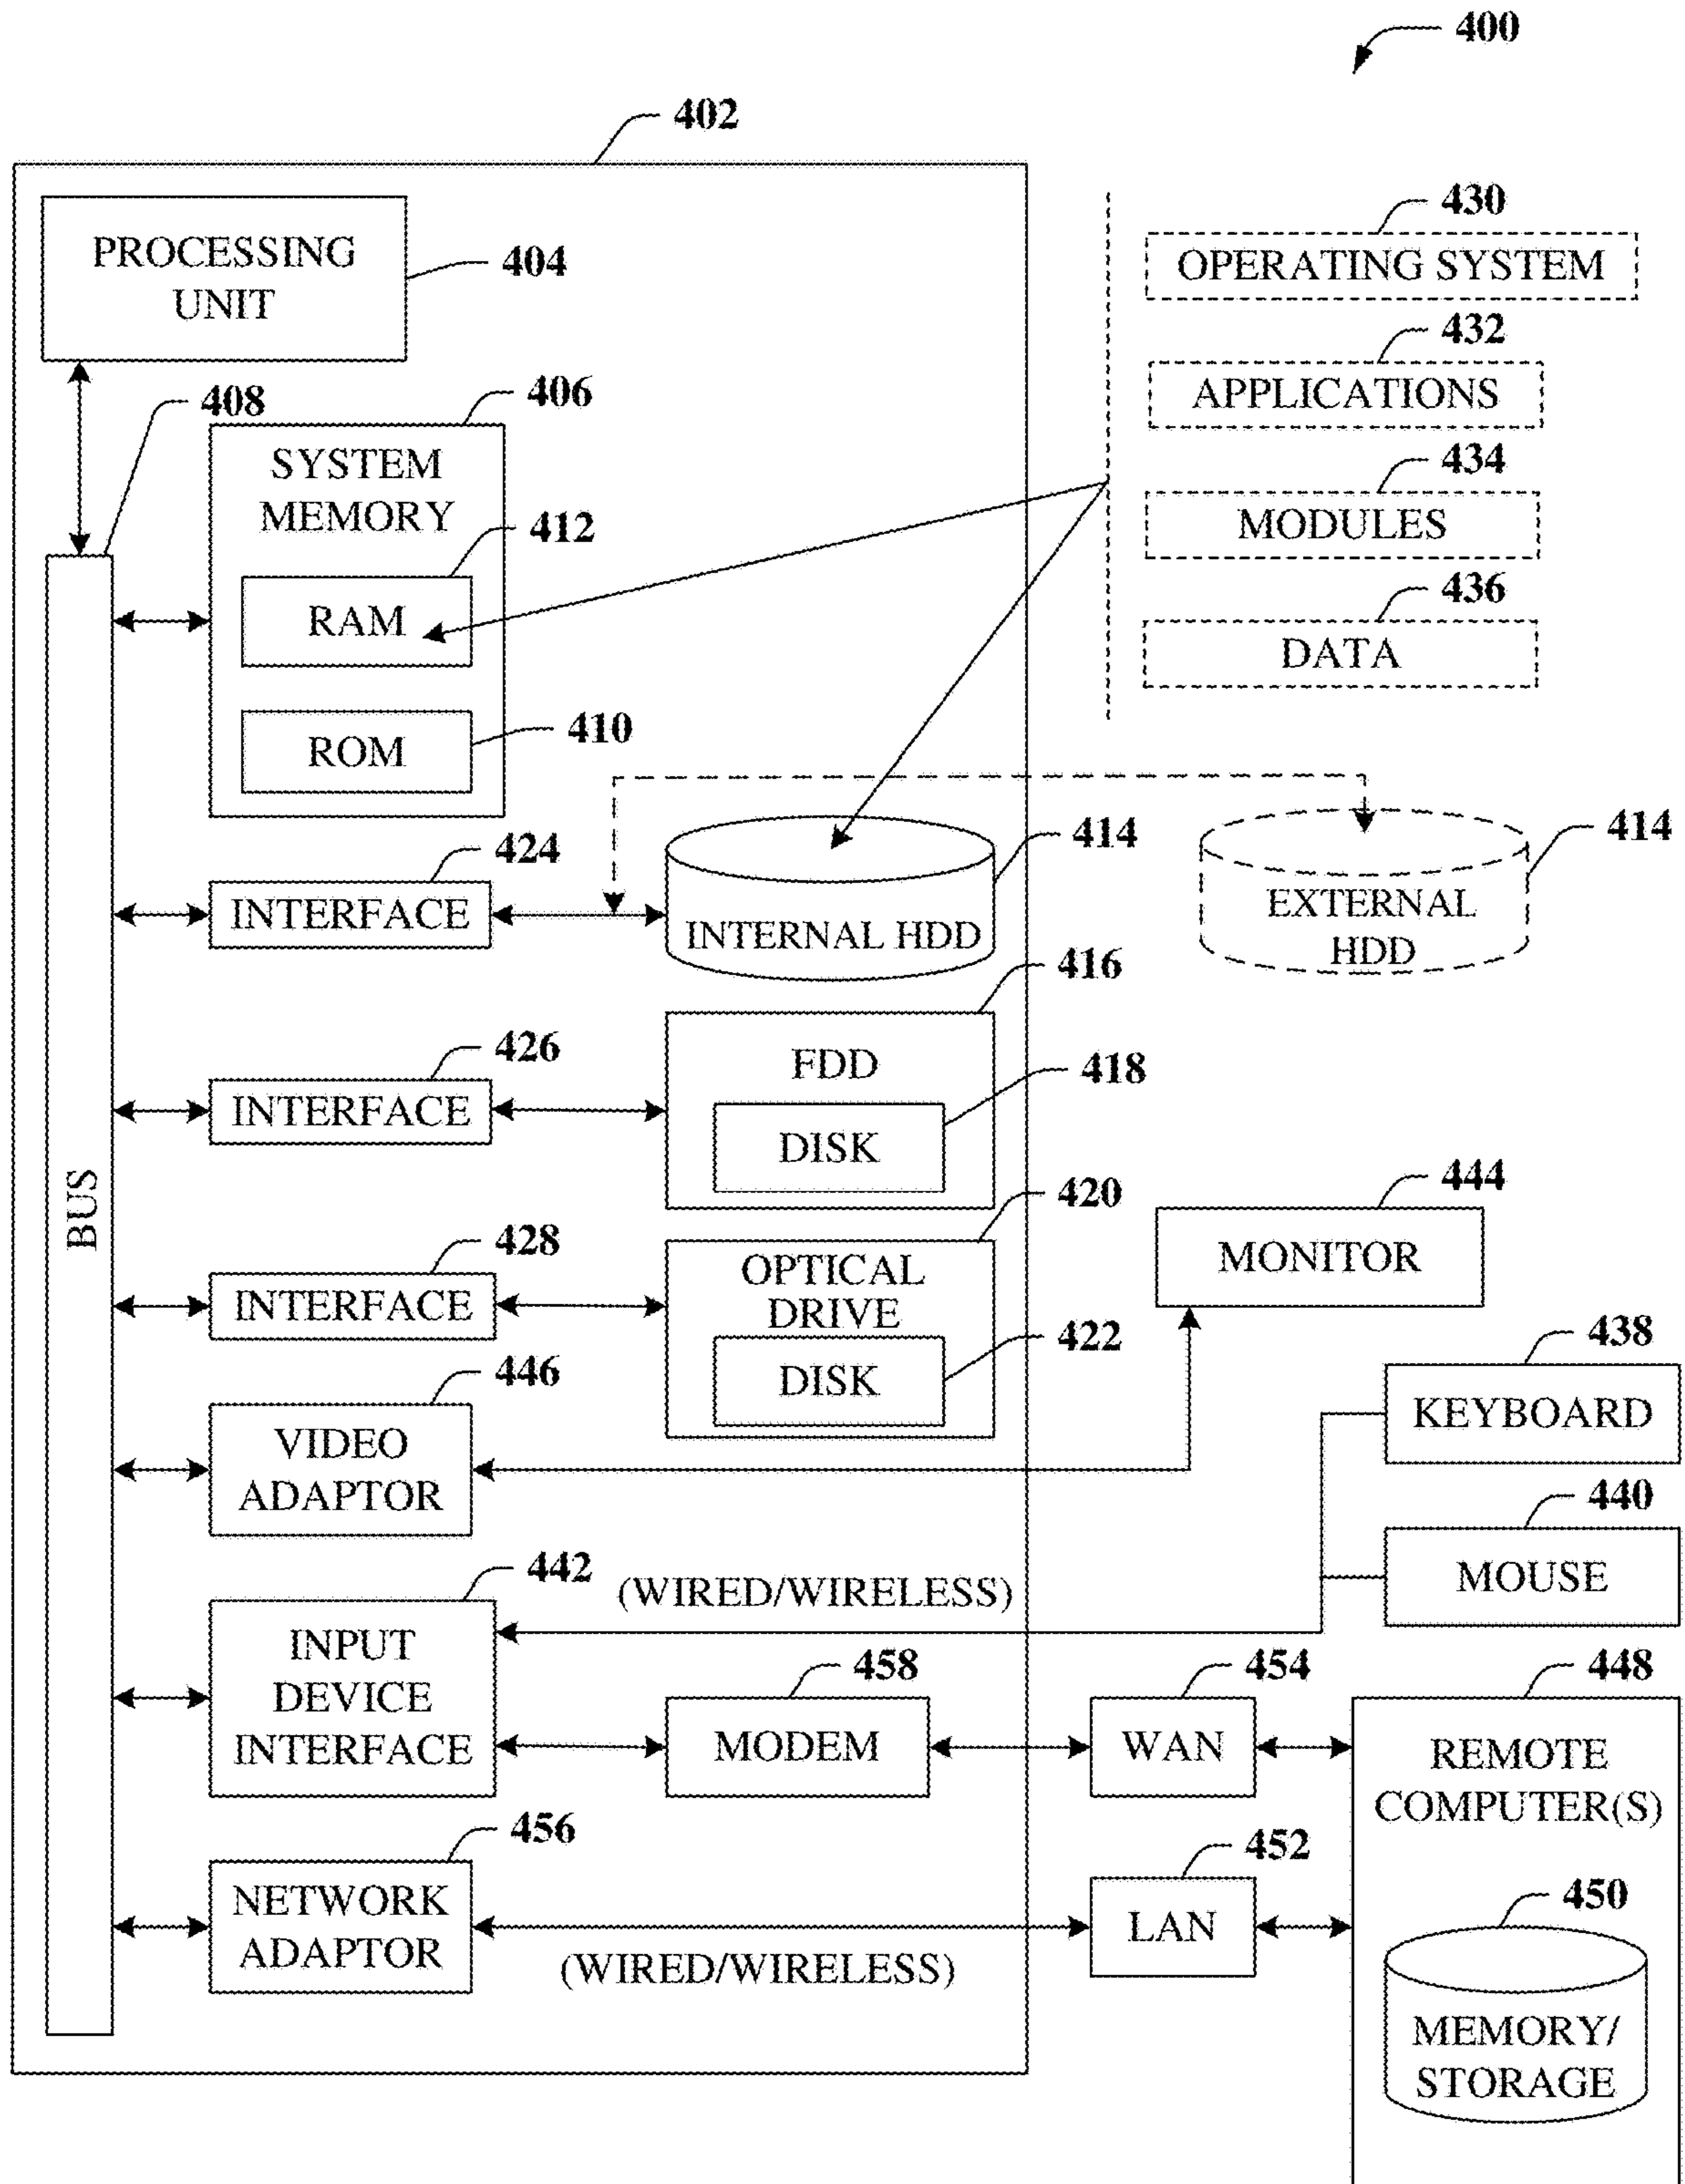 400
402
PROCESSING
UNIT
404
430
OPERATING SYSTEM
432
APPLICATIONS
434
MODULES
436
DATA
408
406
SYSTEM
MEMORY
412
RAM
410
ROM
BUS
424
INTERFACE
414
INTERNAL HDD
414
EXTERNAL
HDD
426
INTERFACE
416
FDD
418
DISK
428
INTERFACE
420
OPTICAL
DRIVE
422
DISK
444
MONITOR
446
VIDEO
ADAPTOR
438
KEYBOARD
440
MOUSE
442
(WIRED/WIRELESS)
INPUT
DEVICE
INTERFACE
458
MODEM
454
WAN
448
REMOTE
COMPUTER(S)
456
NETWORK
ADAPTOR
(WIRED/WIRELESS)
452
LAN
450
MEMORY/
STORAGE